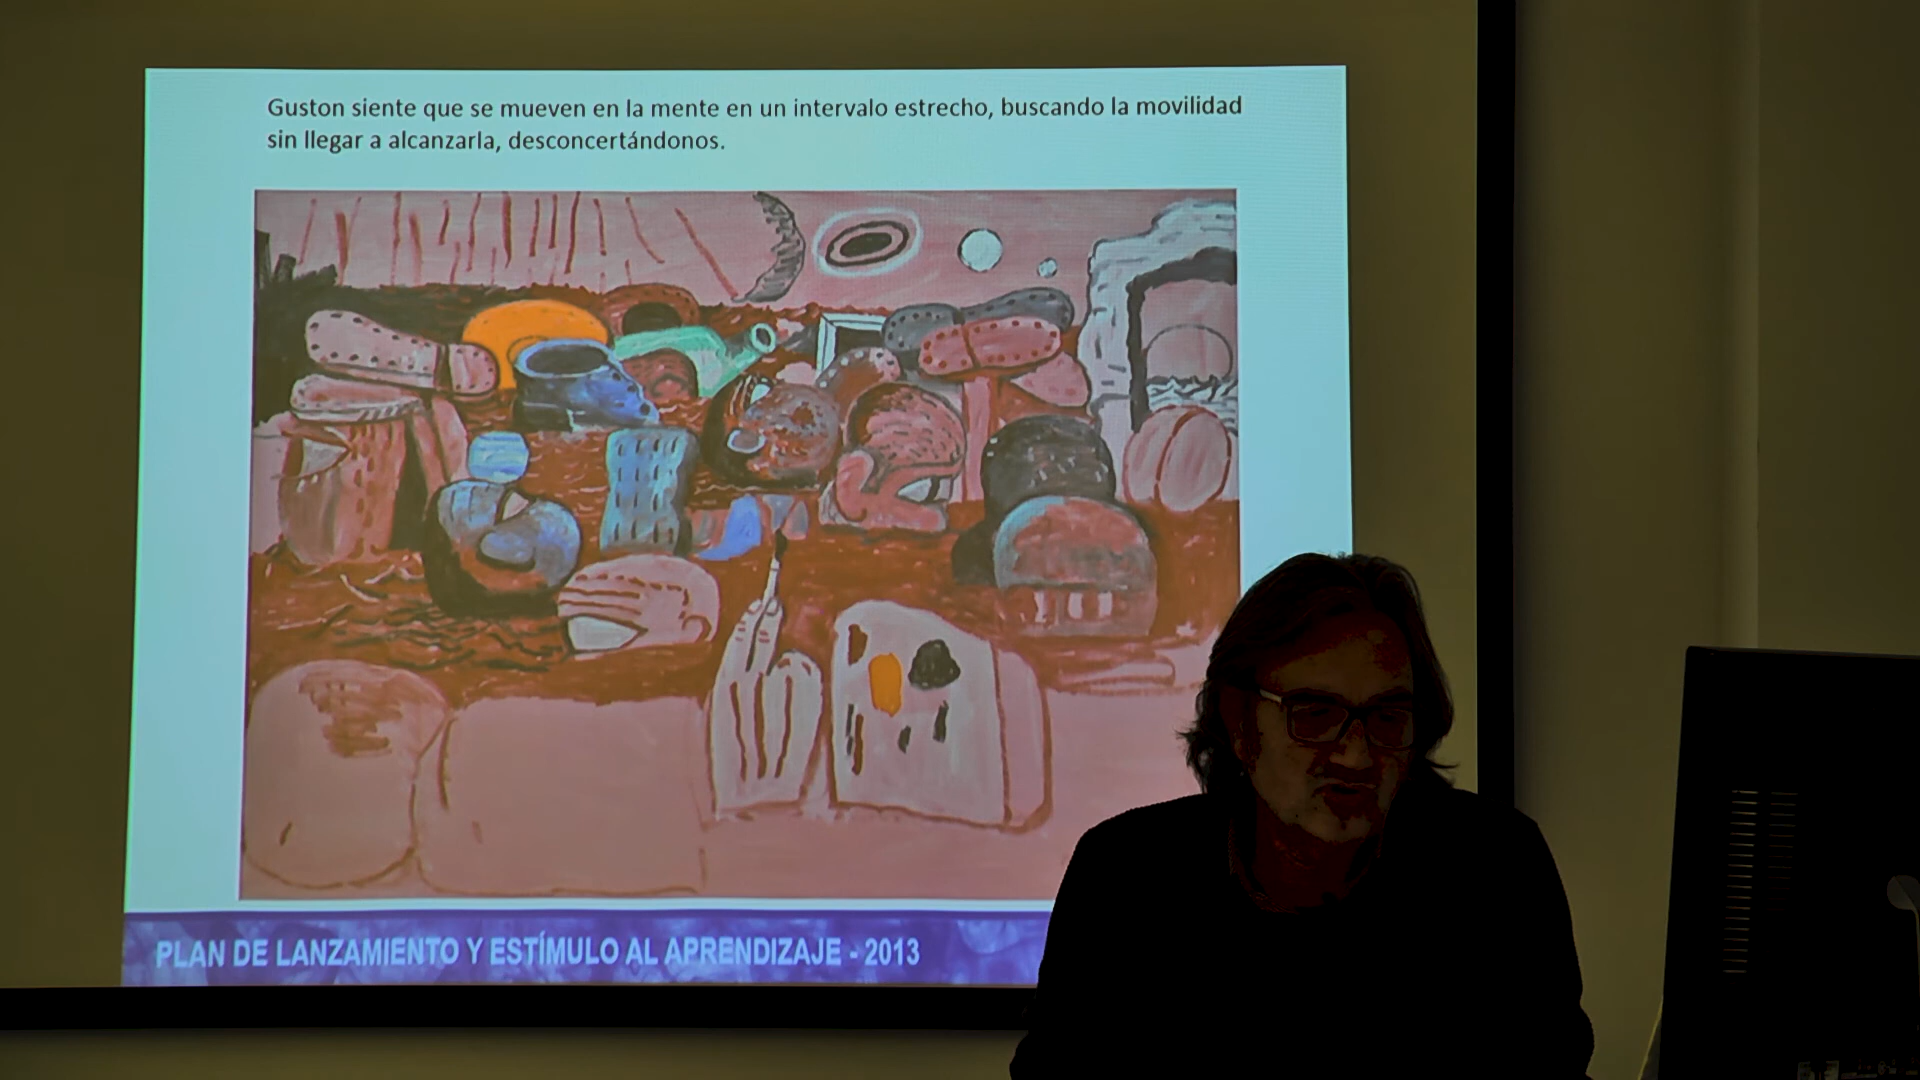 Guston siente que se mueven en la mente en un intervalo estrecho, buscando la movilidad
sin llegar a alcanzarla, desconcertándonos.
PLAN DE LANZAMIENTO Y ESTÍMULO AL APRENDIZAJE - 2013